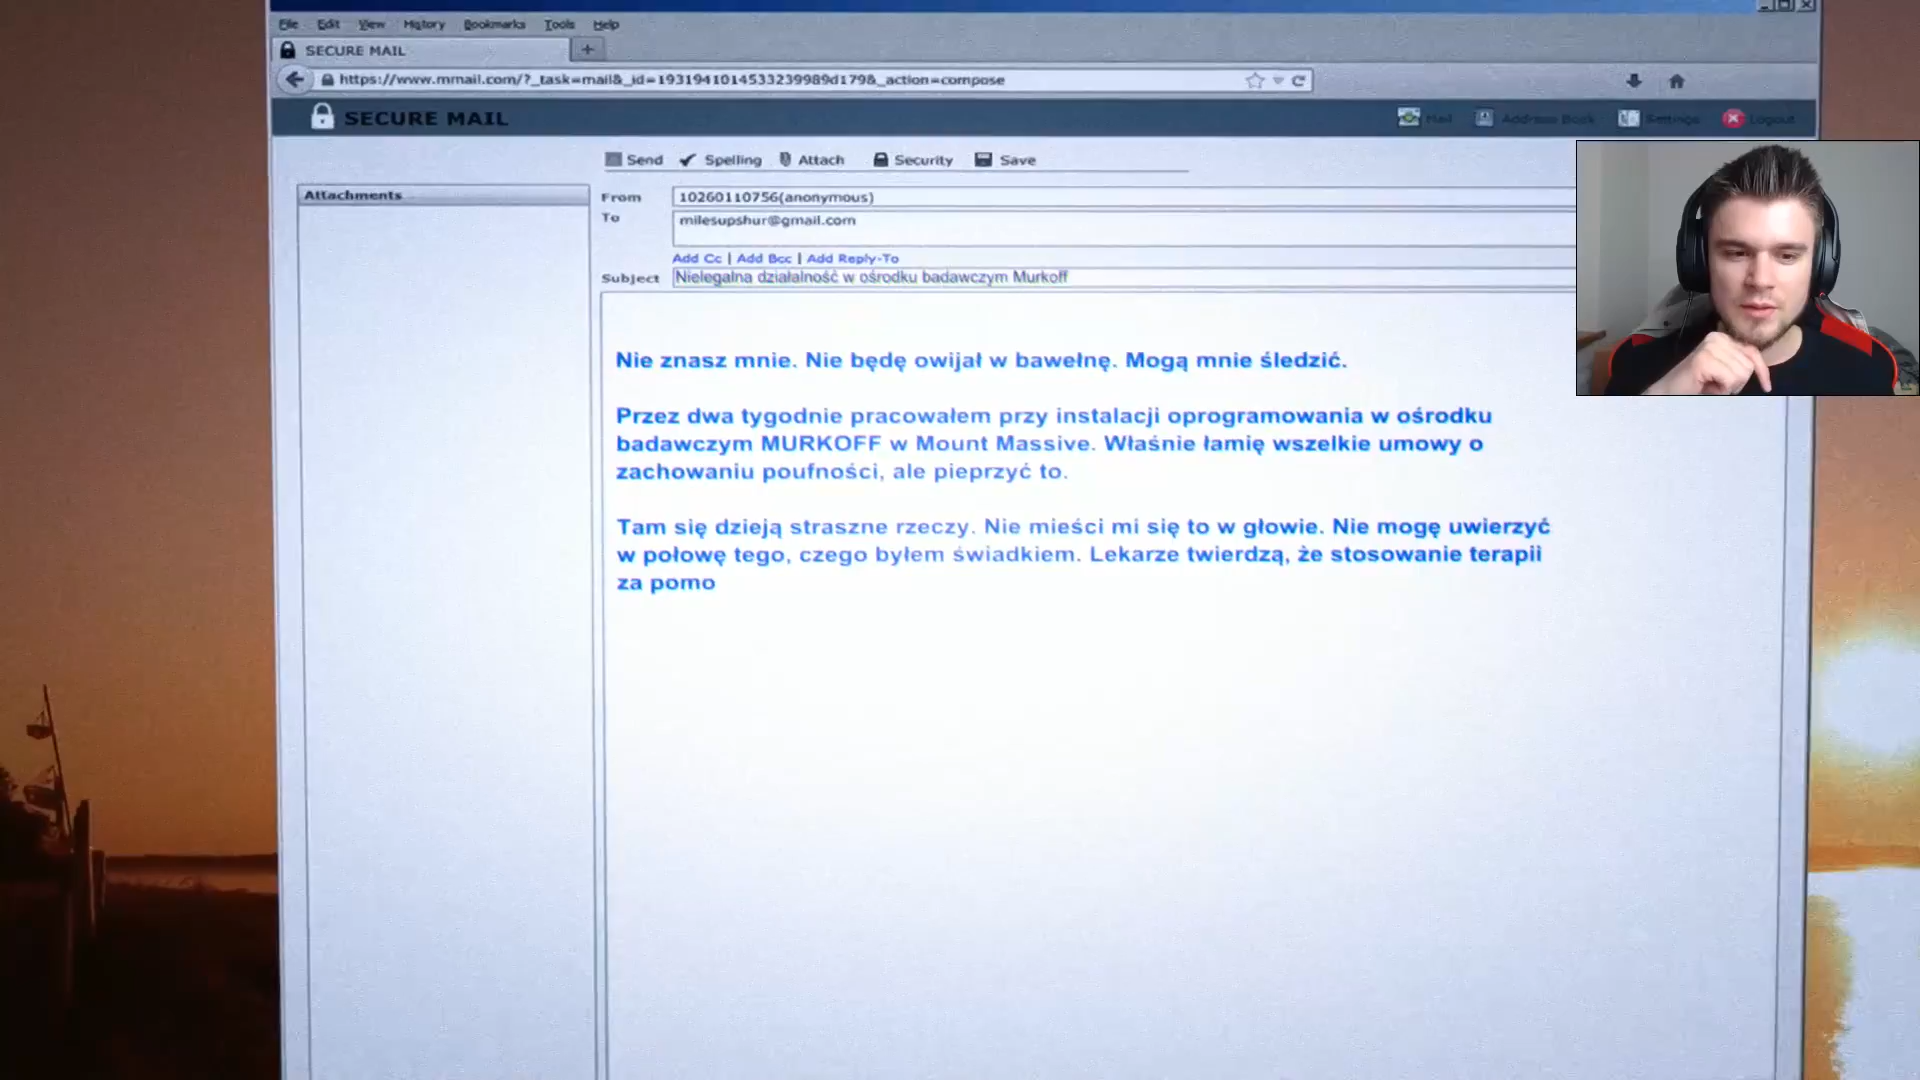 File Edit View History Bookmarks Tools Help
SECURE MAIL
https://www.mmail.com/?_task=mail&_id=1931941014533239989d179&_action=compose
SECURE MAIL
Mail Address Book Settings Logout
Send Spelling Attach Security Save
Attachments
From 10260110756(anonymous)
To milesupshur@gmail.com
Add Cc | Add Bcc | Add Reply-To
Subject Nielegalna działalność w ośrodku badawczym Murkoff
Nie znasz mnie. Nie będę owijał w bawełnę. Mogą mnie śledzić.
Przez dwa tygodnie pracowałem przy instalacji oprogramowania w ośrodku
badawczym MURKOFF w Mount Massive. Właśnie łamię wszelkie umowy o
zachowaniu poufności, ale pieprzyć to.
Tam się dzieją straszne rzeczy. Nie mieści mi się to w głowie. Nie mogę uwierzyć
w połowę tego, czego byłem świadkiem. Lekarze twierdzą, że stosowanie terapii
za pomo